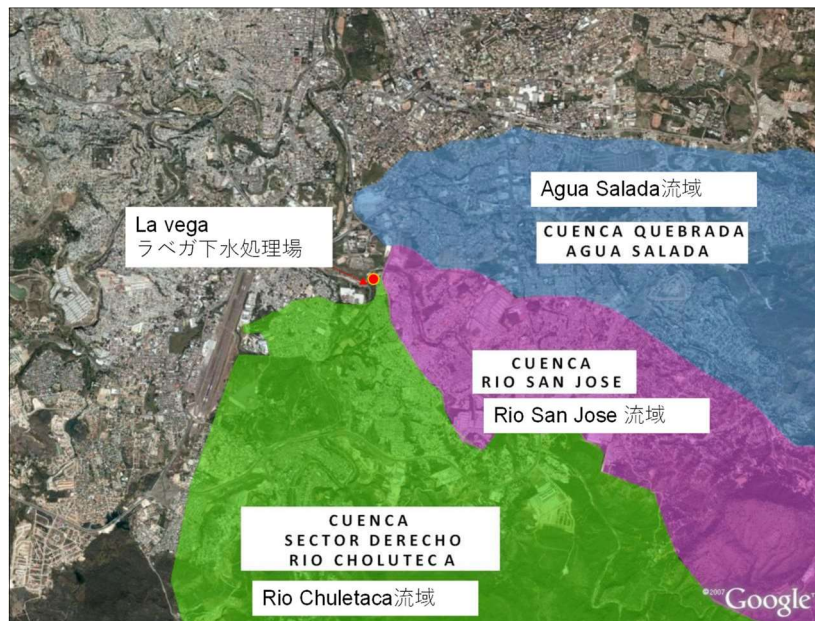 Agua Salada流域
CUENCA QUEBRADA
AGUA SALADA
La vega
ラベガ下水処理場
CUENCA
RIO SAN JOSE
Rio San Jose 流域
CUENCA
SECTOR DERECHO
RIO CHOLUTECA
Rio Chuletaca流域
©2007 Google™